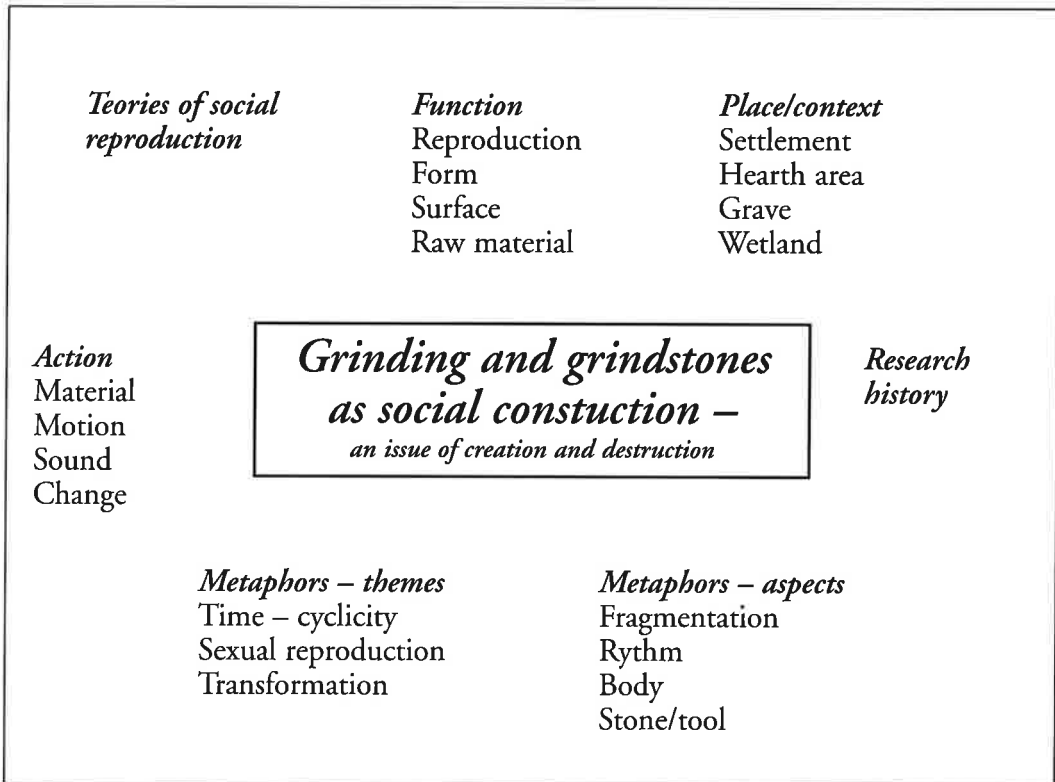 Teories of social
reproduction
Function
Reproduction
Form
Surface
Raw material
Place/context
Settlement
Hearth area
Grave
Wetland
Action
Material
Motion
Sound
Change
Grinding and grindstones
as social constuction –
an issue of creation and destruction
Research
history
Metaphors – themes
Time – cyclicity
Sexual reproduction
Transformation
Metaphors – aspects
Fragmentation
Rythm
Body
Stone/tool